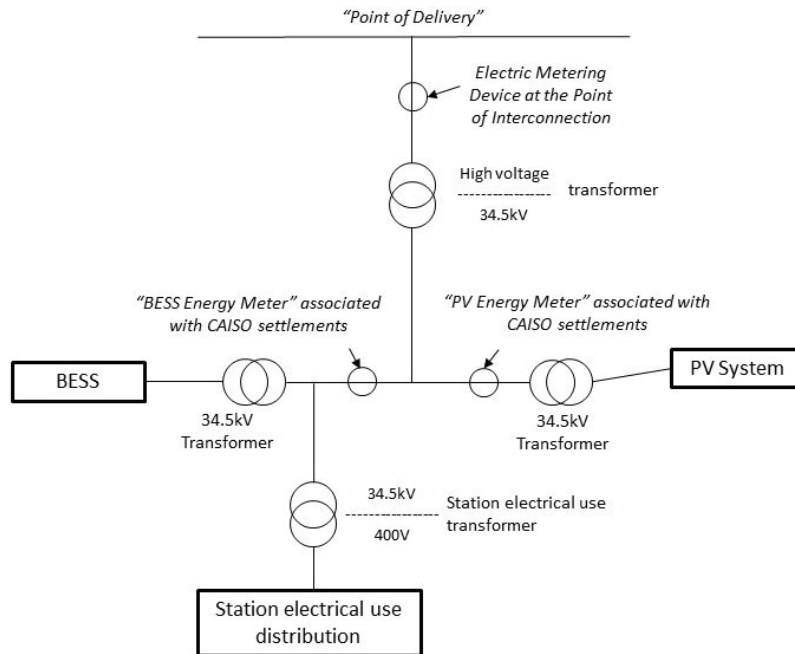 “Point of Delivery”
Electric Metering
Device at the Point
of Interconnection
High voltage
34.5kV
transformer
“BESS Energy Meter” associated
with CAISO settlements
“PV Energy Meter” associated with
CAISO settlements
BESS
34.5kV
Transformer
34.5kV
Transformer
PV System
34.5kV
400V
Station electrical use
transformer
Station electrical use
distribution